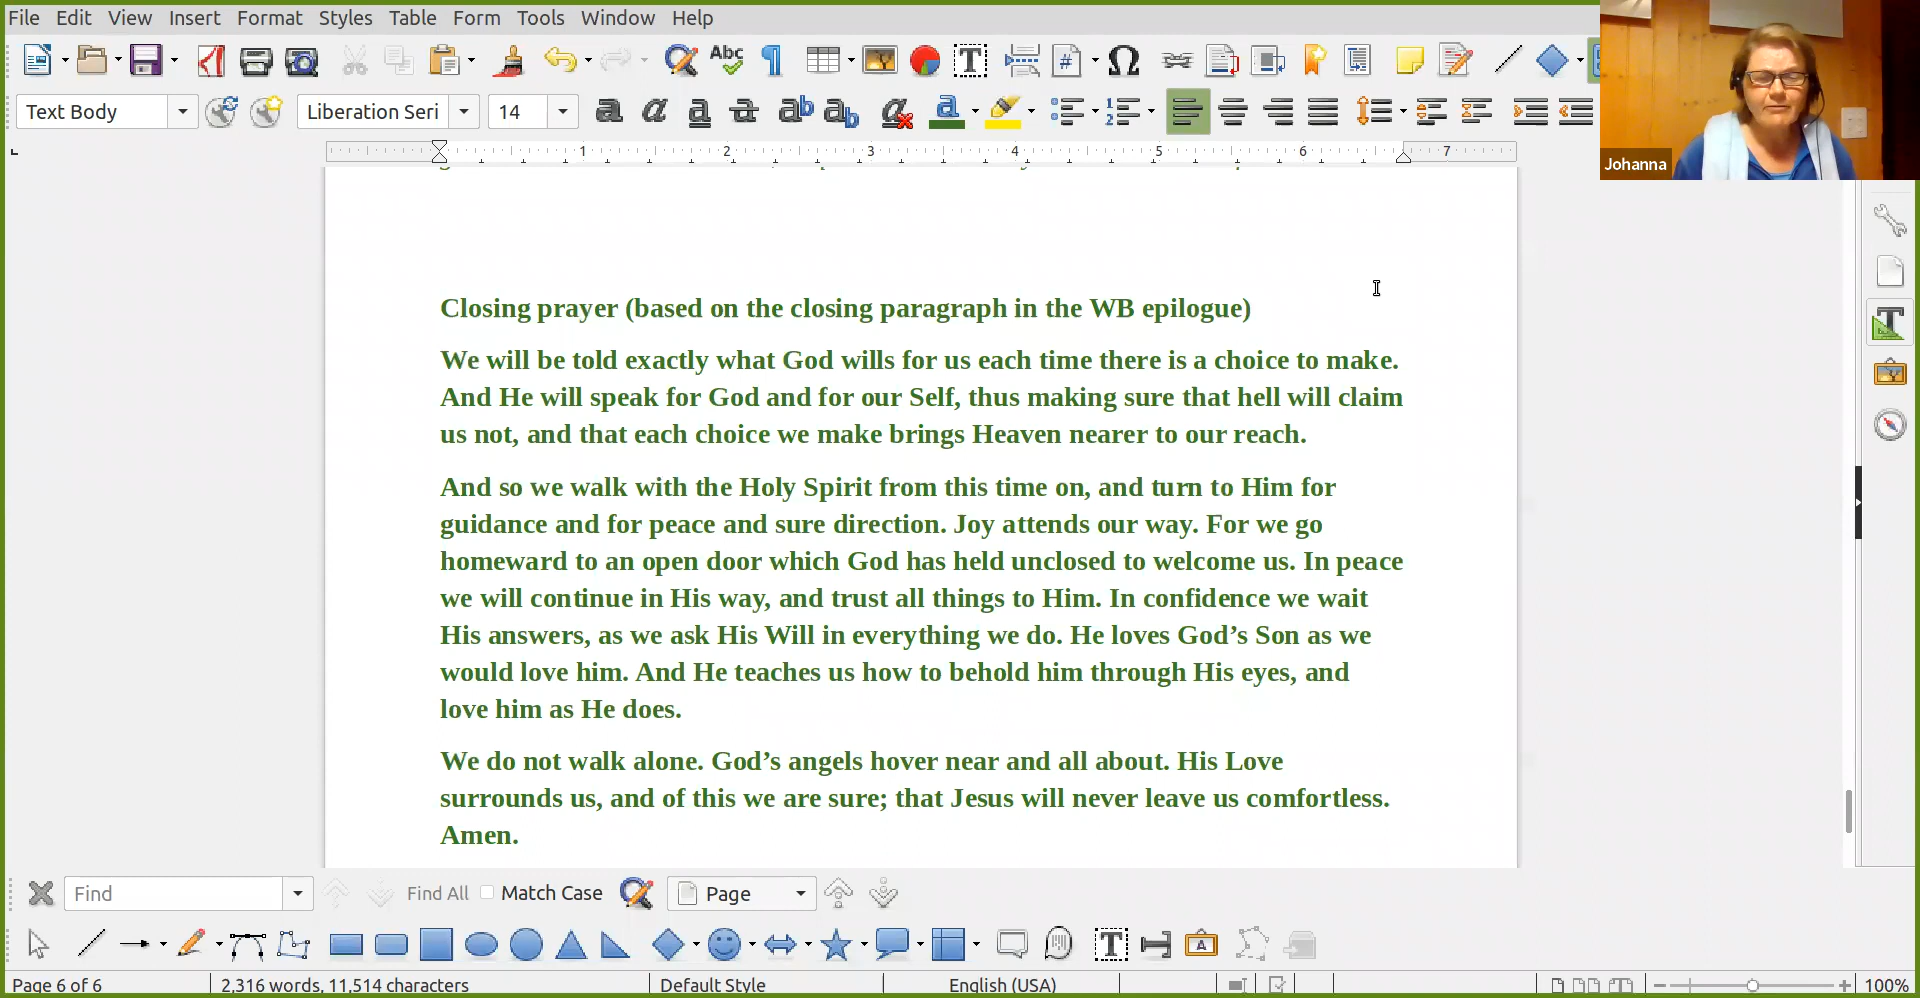 File Edit View Insert Format Styles Table Form Tools Window Help
Abc
Text Body Liberation Seri 14
1 2 3 4 5 6 7
Johanna
Closing prayer (based on the closing paragraph in the WB epilogue)
We will be told exactly what God wills for us each time there is a choice to make.
And He will speak for God and for our Self, thus making sure that hell will claim
us not, and that each choice we make brings Heaven nearer to our reach.
And so we walk with the Holy Spirit from this time on, and turn to Him for
guidance and for peace and sure direction. Joy attends our way. For we go
homeward to an open door which God has held unclosed to welcome us. In peace
we will continue in His way, and trust all things to Him. In confidence we wait
His answers, as we ask His Will in everything we do. He loves God’s Son as we
would love him. And He teaches us how to behold him through His eyes, and
love him as He does.
We do not walk alone. God’s angels hover near and all about. His Love
surrounds us, and of this we are sure; that Jesus will never leave us comfortless.
Amen.
Find Find All Match Case Page
Page 6 of 6 2,316 words, 11,514 characters Default Style English (USA) 100%